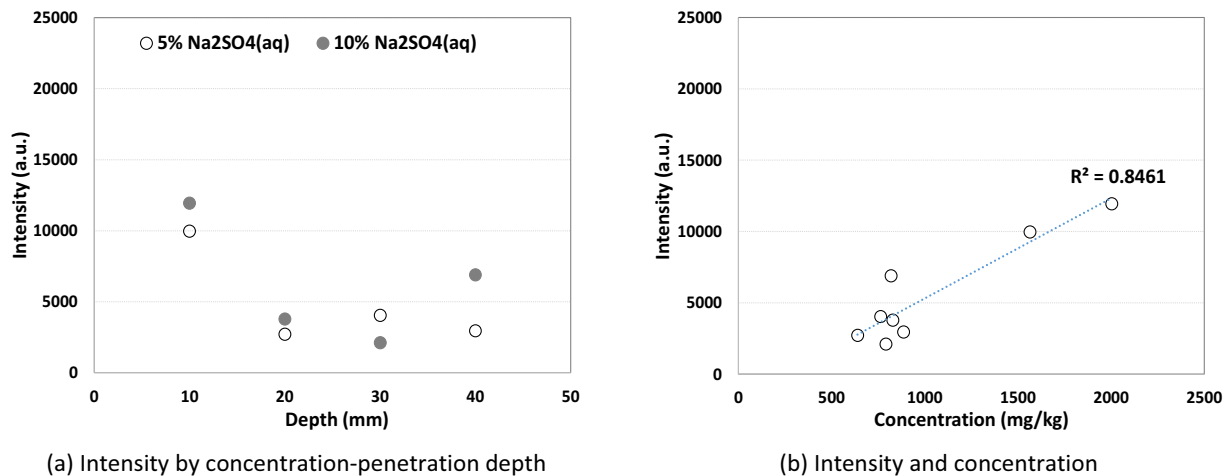 25000
20000
15000
10000
5000
0
Intensity (a.u.)
5% Na2SO4(aq) 10% Na2SO4(aq)
0 10 20 30 40 50
Depth (mm)
(a) Intensity by concentration-penetration depth
25000
20000
15000
10000
5000
0
Intensity (a.u.)
R² = 0.8461
0 500 1000 1500 2000 2500
Concentration (mg/kg)
(b) Intensity and concentration